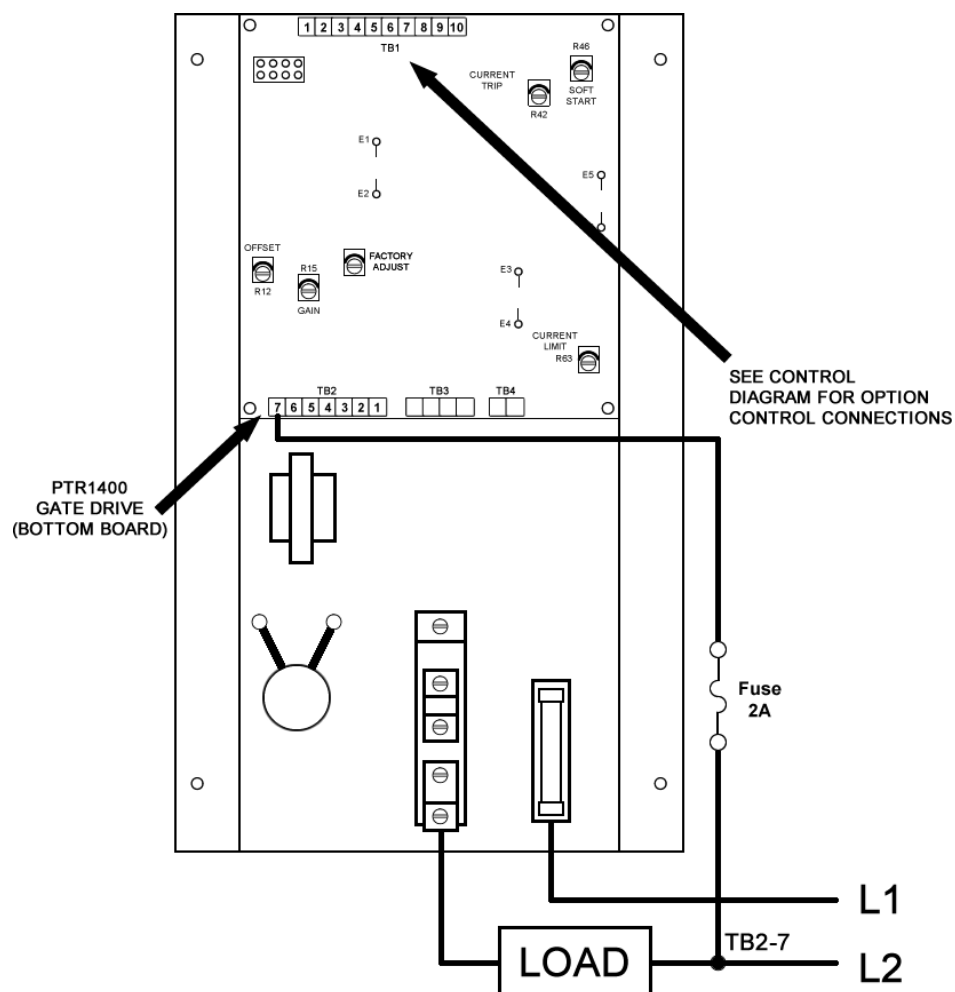 1 2 3 4 5 6 7 8 9 10
TB1
R46
SOFT
START
CURRENT
TRIP
R42
E1
E2
E5
OFFSET
R12
R15
GAIN
FACTORY
ADJUST
E3
E4
CURRENT
LIMIT
R63
SEE CONTROL
DIAGRAM FOR OPTION
CONTROL CONNECTIONS
TB2
7 6 5 4 3 2 1
TB3
TB4
PTR1400
GATE DRIVE
(BOTTOM BOARD)
Fuse
2A
L1
TB2-7
LOAD
L2